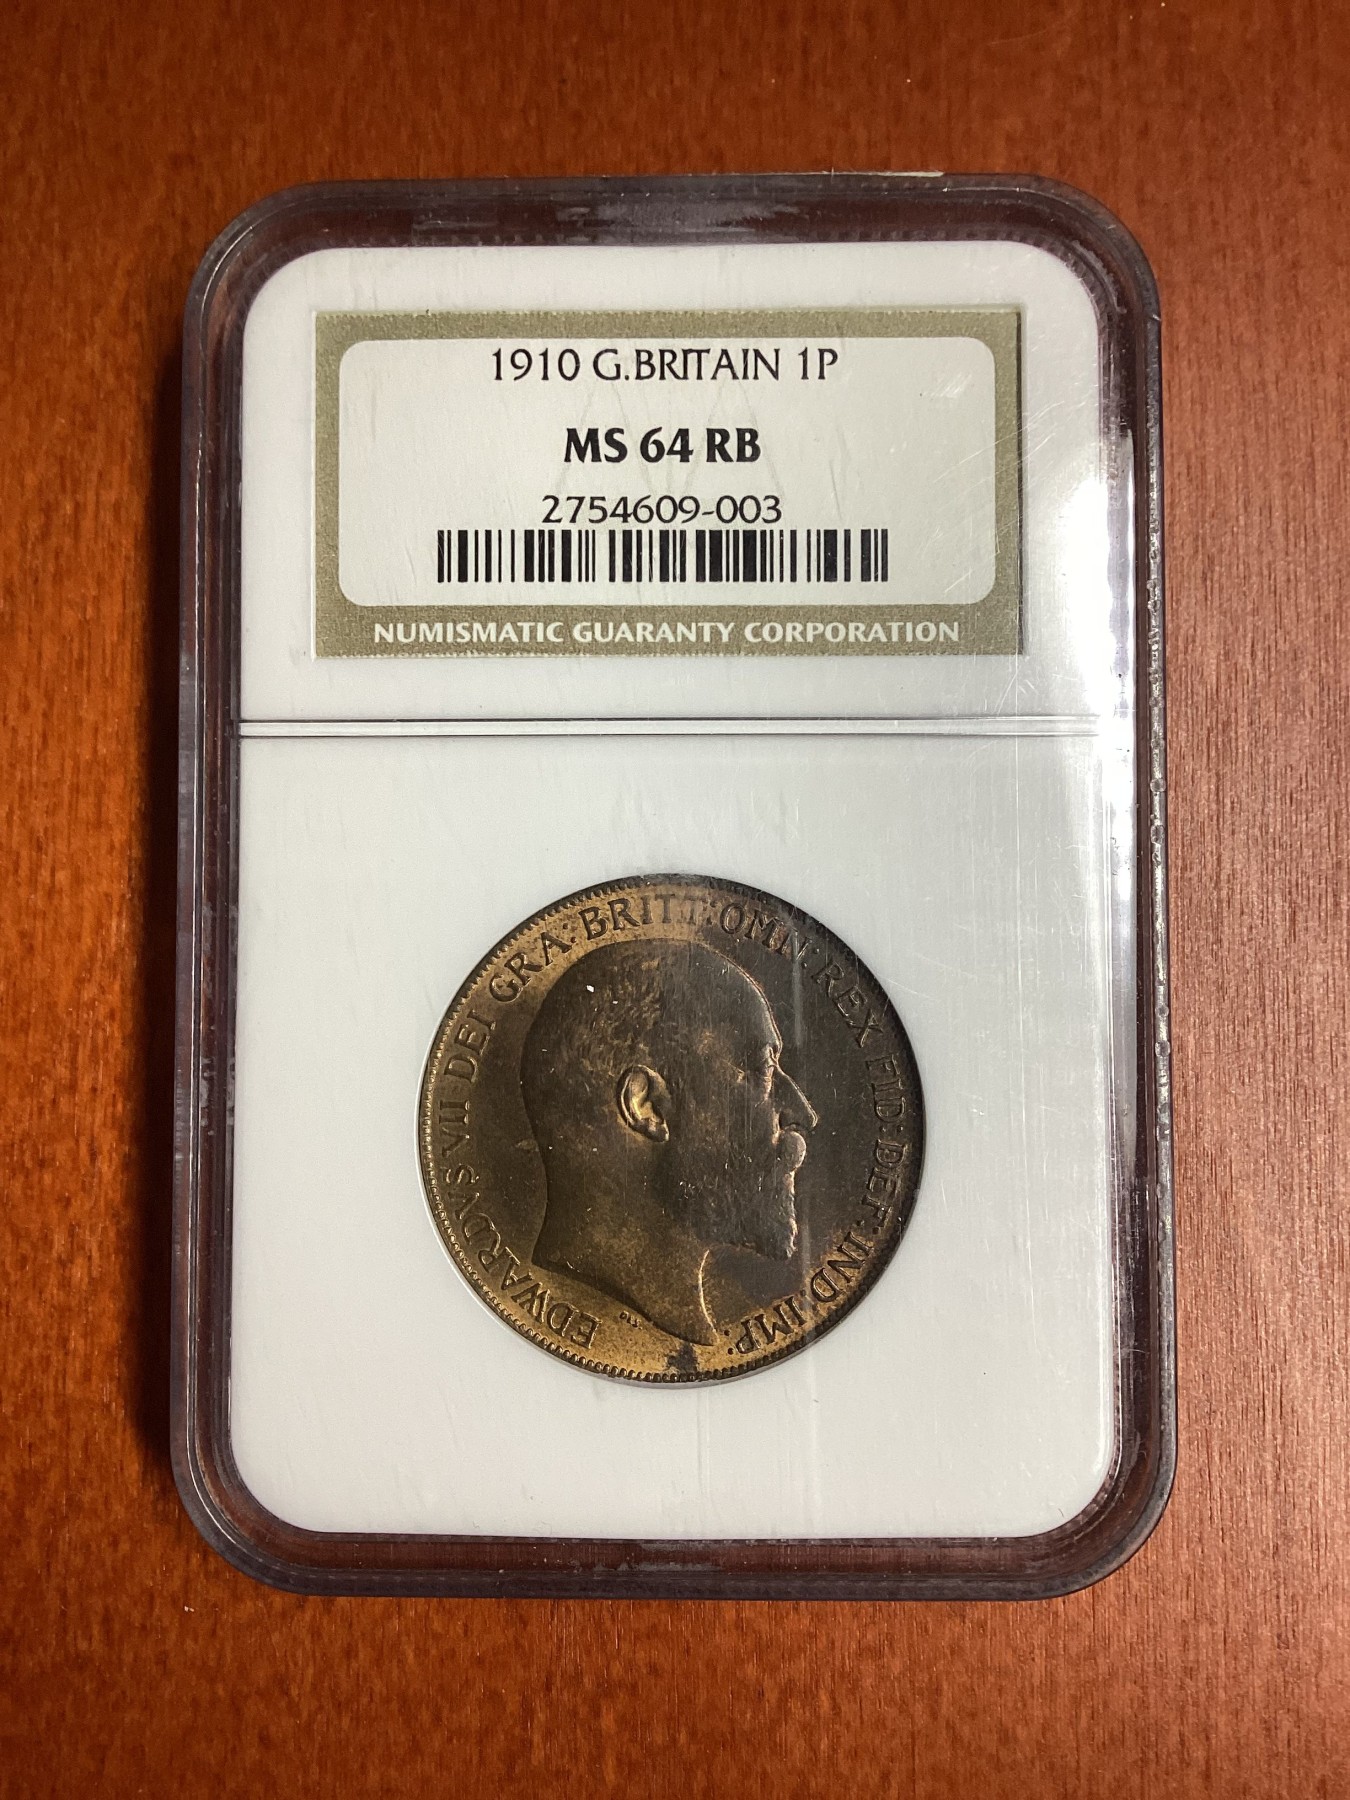 1910 G.BRITAIN 1P
MS 64 RB
2754609-003
NUMISMATIC GUARANTY CORPORATION
EDWARDVS VII DEI GRA: BRITT: OMN: REX FID: DEF: IND: IMP: